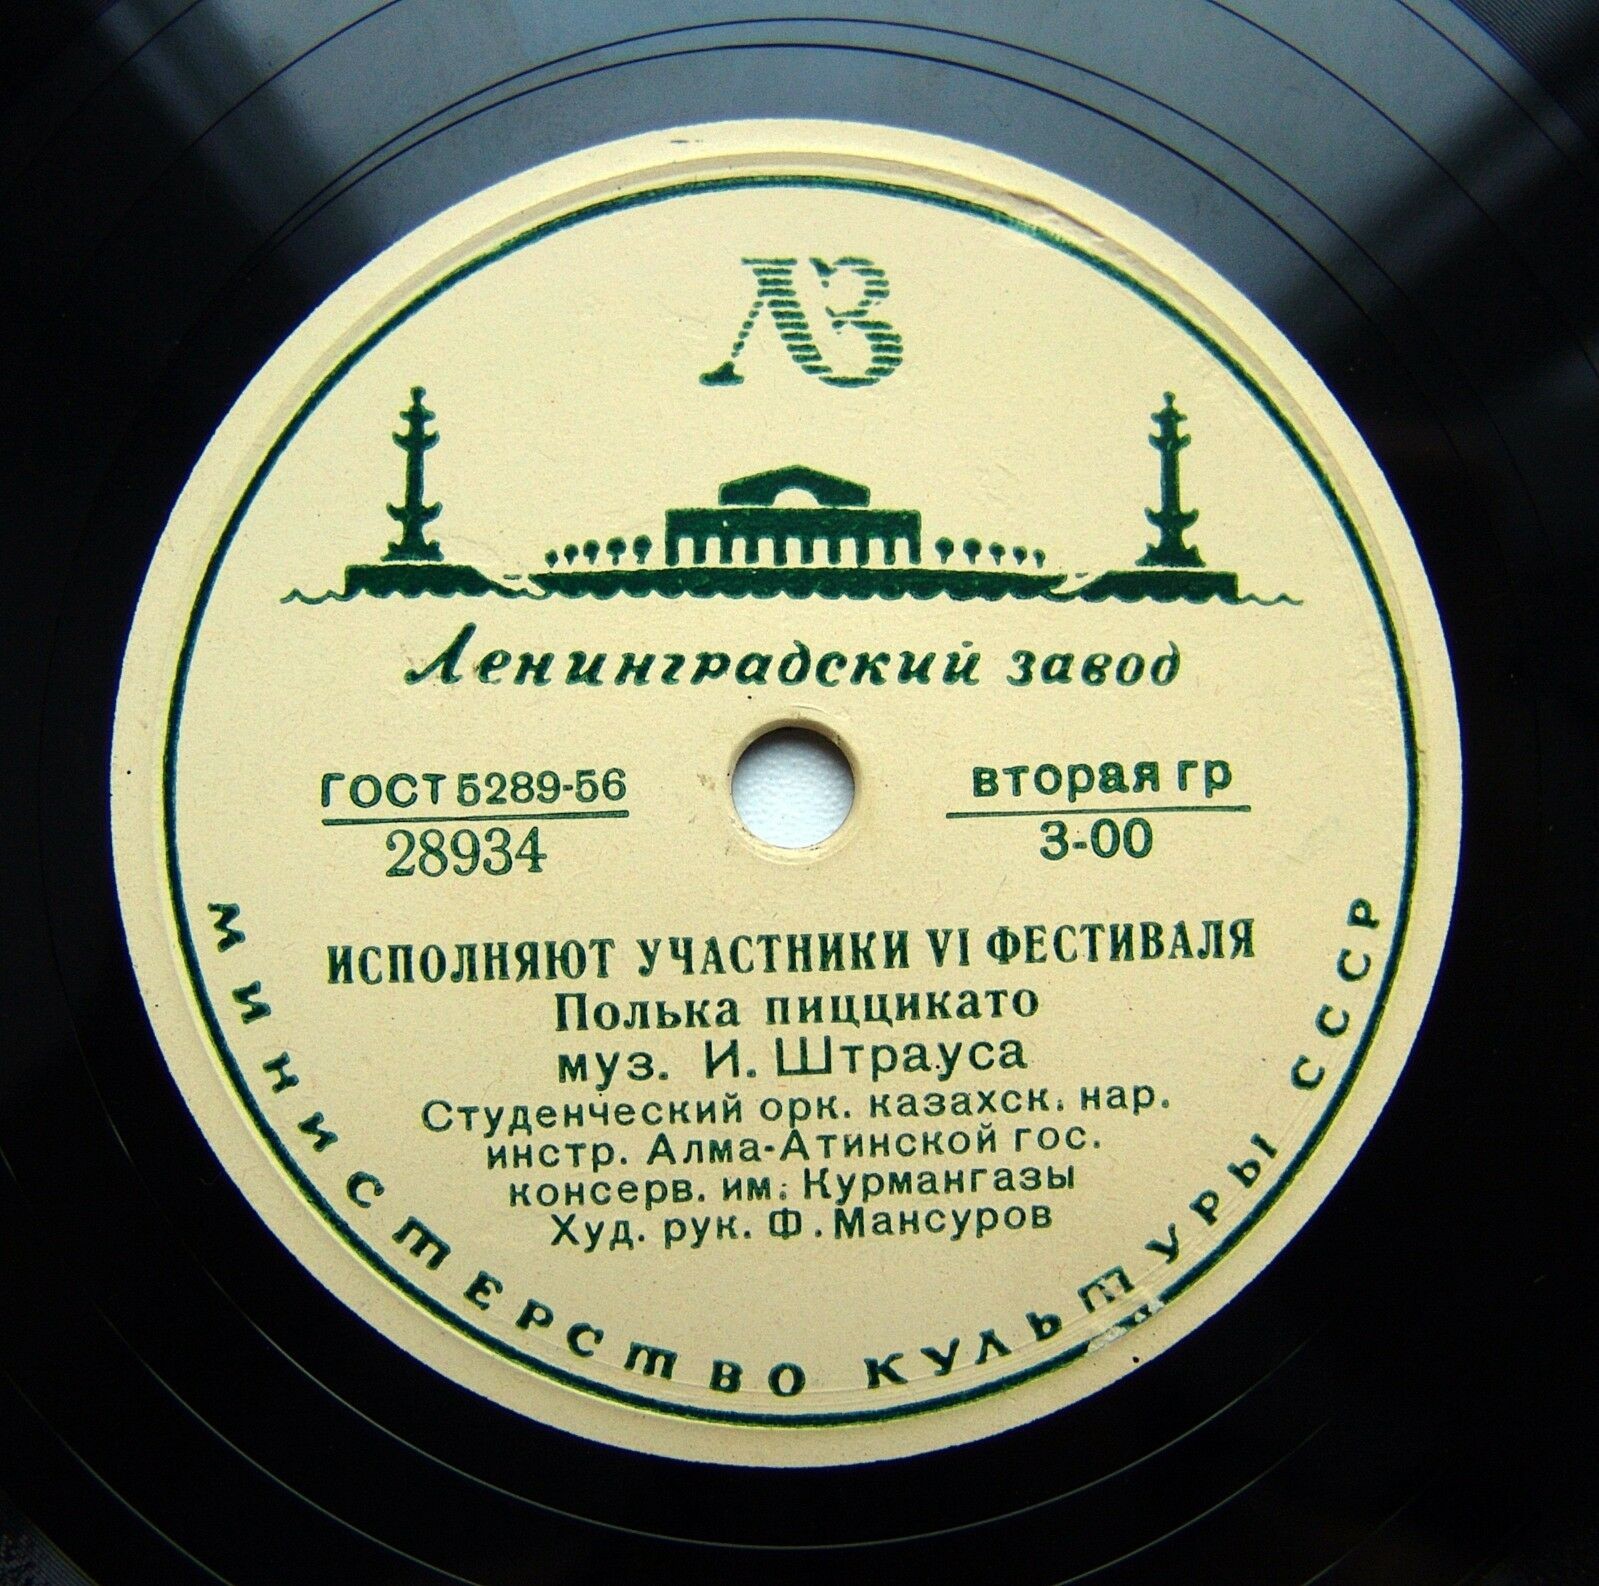 ЛЗ
Ленинградский завод
ГОСТ 5289-56
28934
вторая гр
3-00
ИСПОЛНЯЮТ УЧАСТНИКИ VI ФЕСТИВАЛЯ
Полька пиццикато
муз. И. Штрауса
Студенческий орк. казахск. нар.
инстр. Алма-Атинской гос.
консерв. им. Курмангазы
Худ. рук. Ф. Мансуров
МИНИСТЕРСТВО КУЛЬТУРЫ СССР